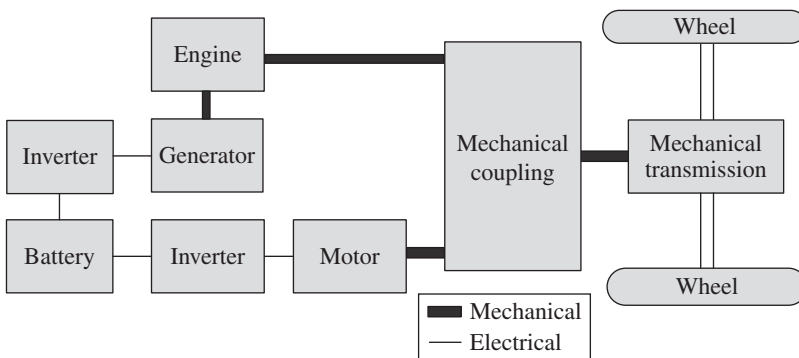 Wheel
Engine
Inverter
Generator
Mechanical
coupling
Mechanical
transmission
Battery
Inverter
Motor
Wheel
Mechanical
Electrical